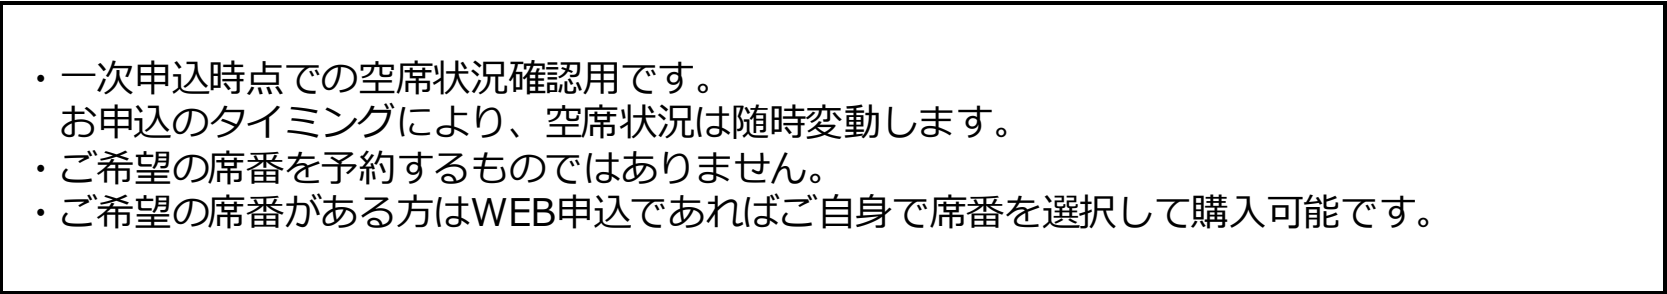 ・一次申込時点での空席状況確認用です。
お申込のタイミングにより、空席状況は随時変動します。
・ご希望の席番を予約するものではありません。
・ご希望の席番がある方はWEB申込であればご自身で席番を選択して購入可能です。